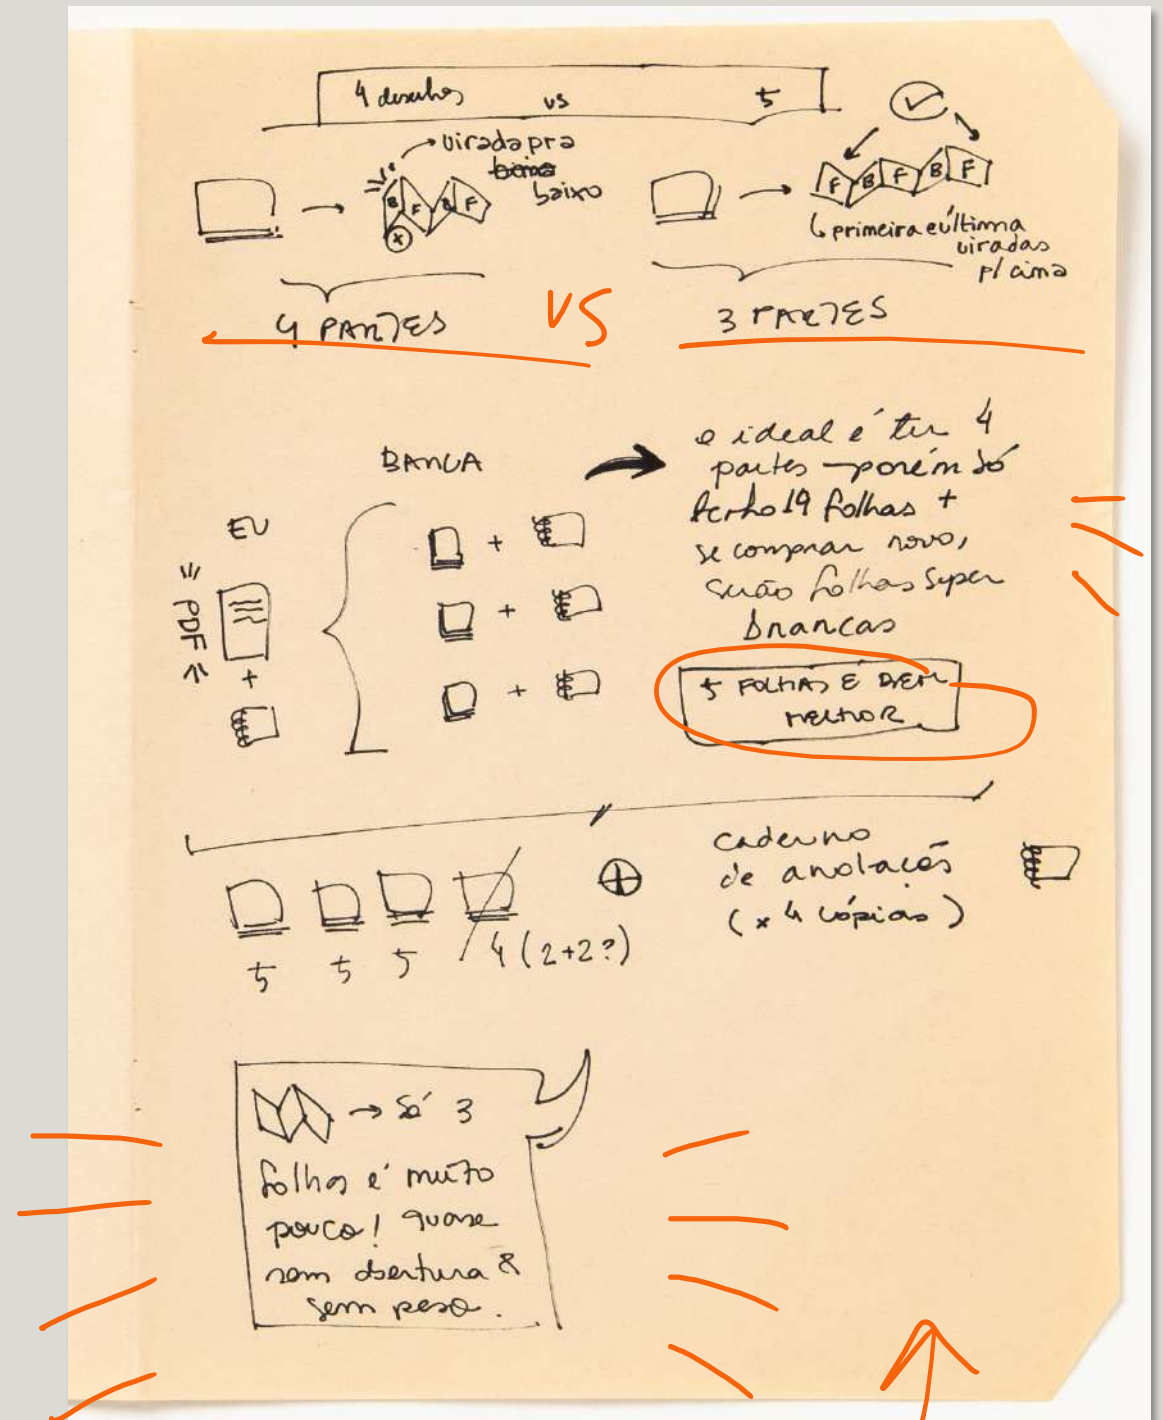 4 desenhos vs 5
virada pra
baixo
B F B F
x
F B F B F
primeira e última
viradas
p/ cima
4 PARTES
VS
3 PARTES
BANCA
EU
PDF
+
+
+
+
o ideal é ter 4
partes → porém só
tenho 19 folhas +
se comprar novo,
serão folhas super
brancas
5 FOLHAS É BEM
MELHOR
caderno
de anotacões
(x 4 cópias)
+
5 5 5 4 (2+2?)
→ Só 3
folhas é muito
pouco! quase
sem abertura &
sem peso.